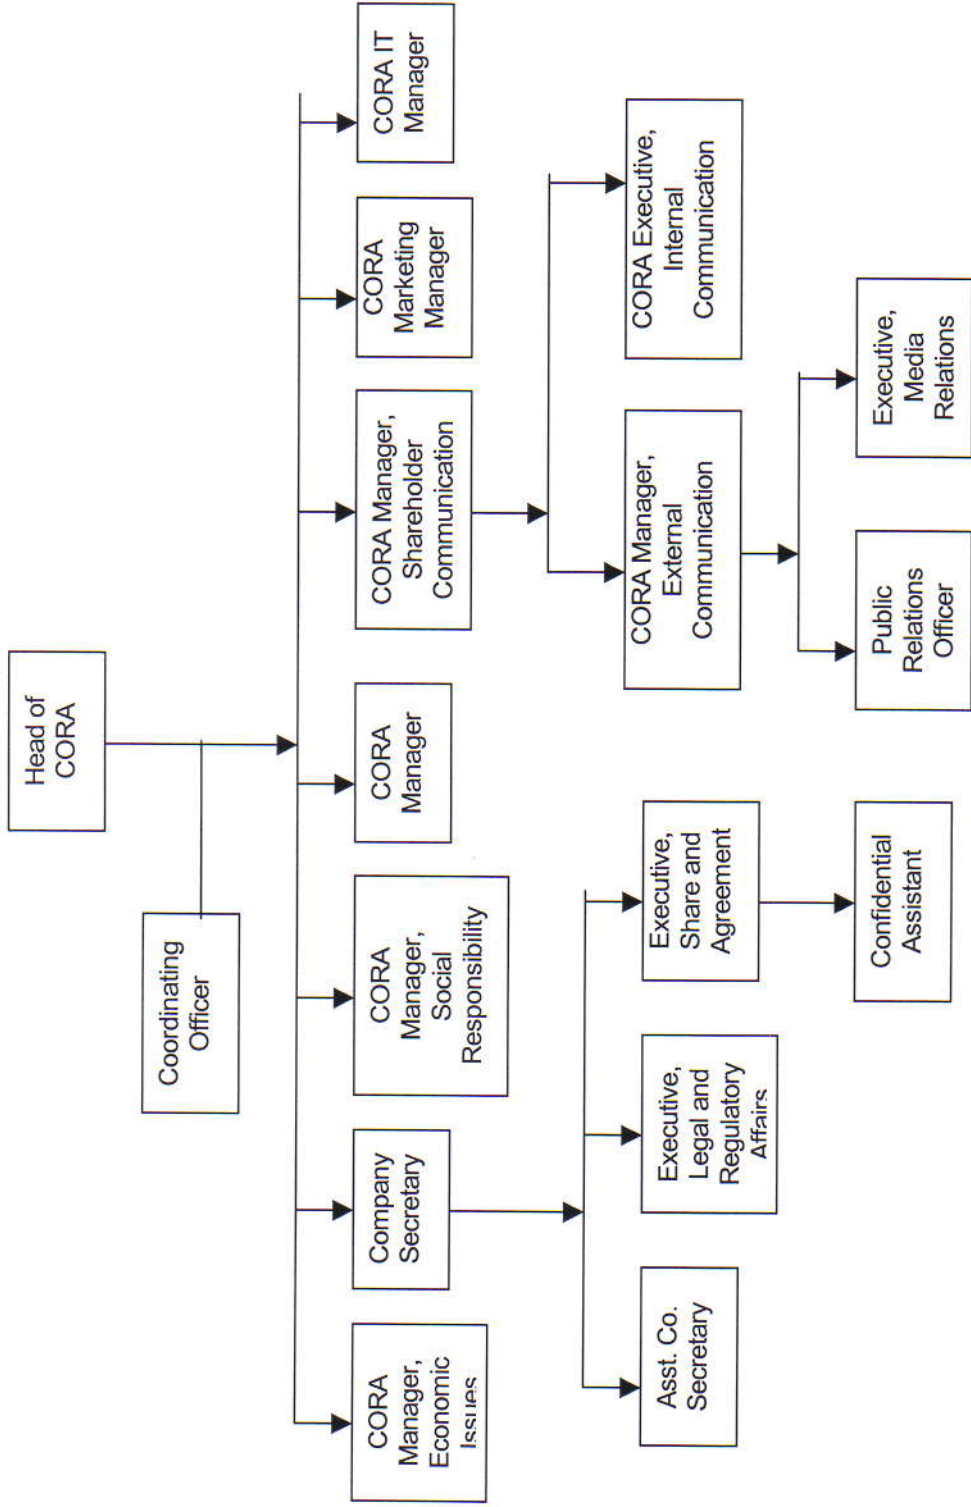 Head of
CORA
Coordinating
Officer
CORA
Manager,
Economic
Issues
Company
Secretary
CORA
Manager,
Social
Responsibility
CORA
Manager
CORA Manager,
Shareholder
Communication
CORA
Marketing
Manager
CORA IT
Manager
Asst. Co.
Secretary
Executive,
Legal and
Regulatory
Affairs
Executive,
Share and
Agreement
CORA Manager,
External
Communication
CORA Executive,
Internal
Communication
Confidential
Assistant
Public
Relations
Officer
Executive,
Media
Relations